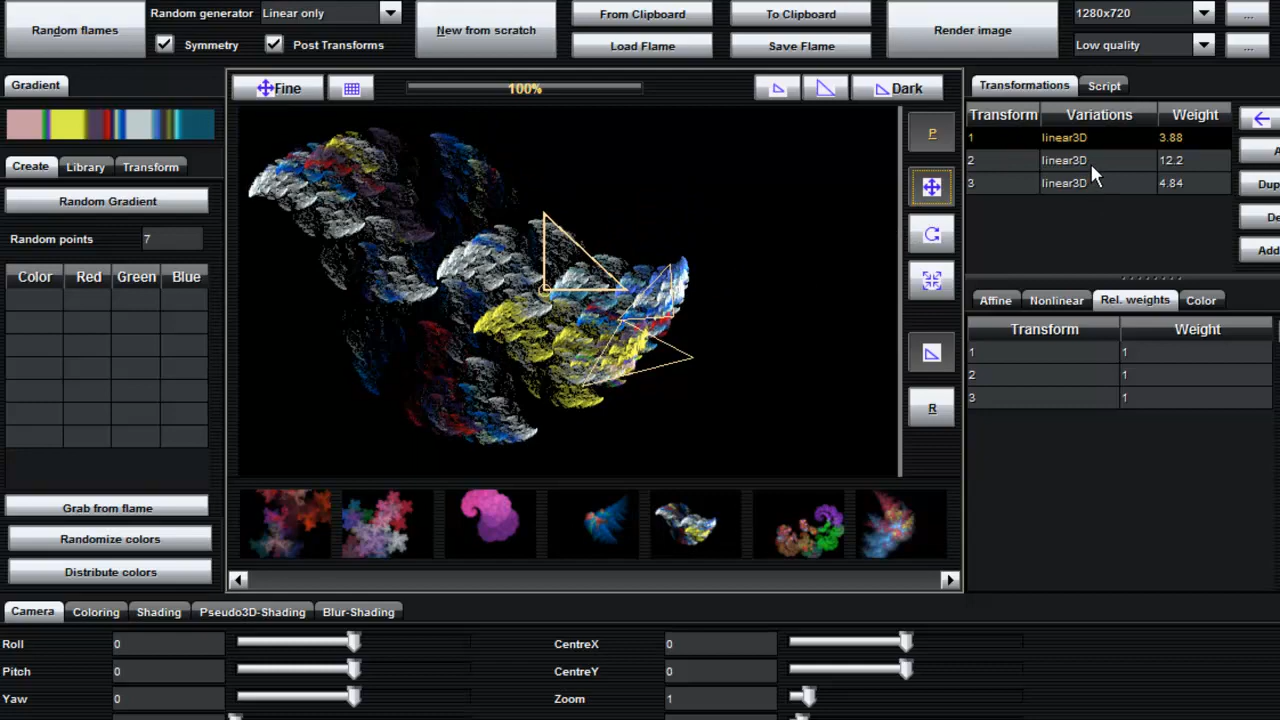 Random flames
Random generator
Linear only
Symmetry
Post Transforms
New from scratch
From Clipboard
To Clipboard
Load Flame
Save Flame
Render image
1280x720
...
Low quality
...
Gradient
Create
Library
Transform
Random Gradient
Random points
7
Color Red Green Blue
Grab from flame
Randomize colors
Distribute colors
Fine
100%
Dark
P
R
Transformations
Script
Transform Variations Weight
1 linear3D 3.88
2 linear3D 12.2
3 linear3D 4.84
A
Dup
De
Add
Affine
Nonlinear
Rel. weights
Color
Transform Weight
1 1
2 1
3 1
Camera
Coloring
Shading
Pseudo3D-Shading
Blur-Shading
Roll 0
CentreX 0
Pitch 0
CentreY 0
Yaw 0
Zoom 1